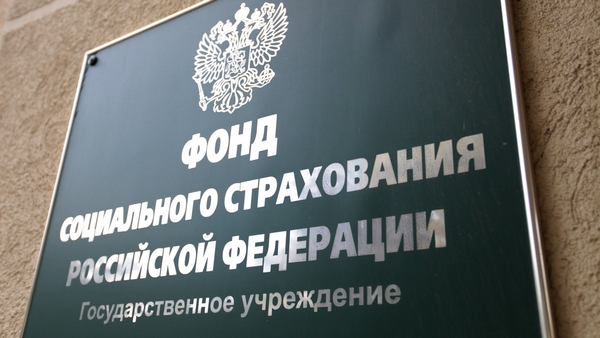 ФОНД
СОЦИАЛЬНОГО СТРАХОВАНИЯ
РОССИЙСКОЙ ФЕДЕРАЦИИ
Государственное учреждение